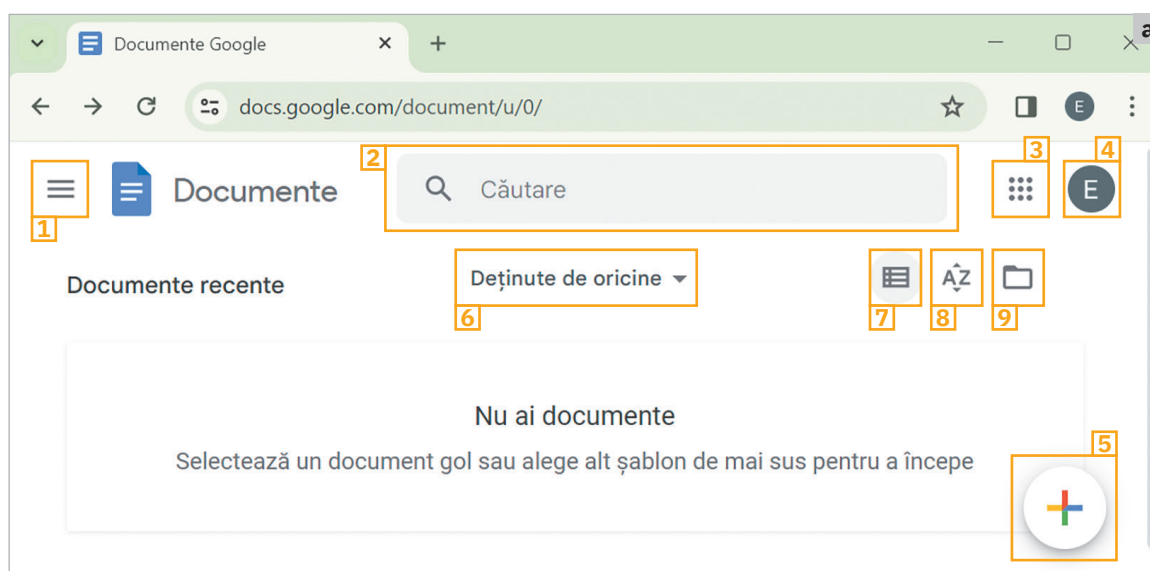 Documente Google
a
docs.google.com/document/u/0/
E
1
Documente
2
Căutare
3
4
E
Documente recente
Deținute de oricine
6
7
AZ
8
9
Nu ai documente
Selectează un document gol sau alege alt șablon de mai sus pentru a începe
5